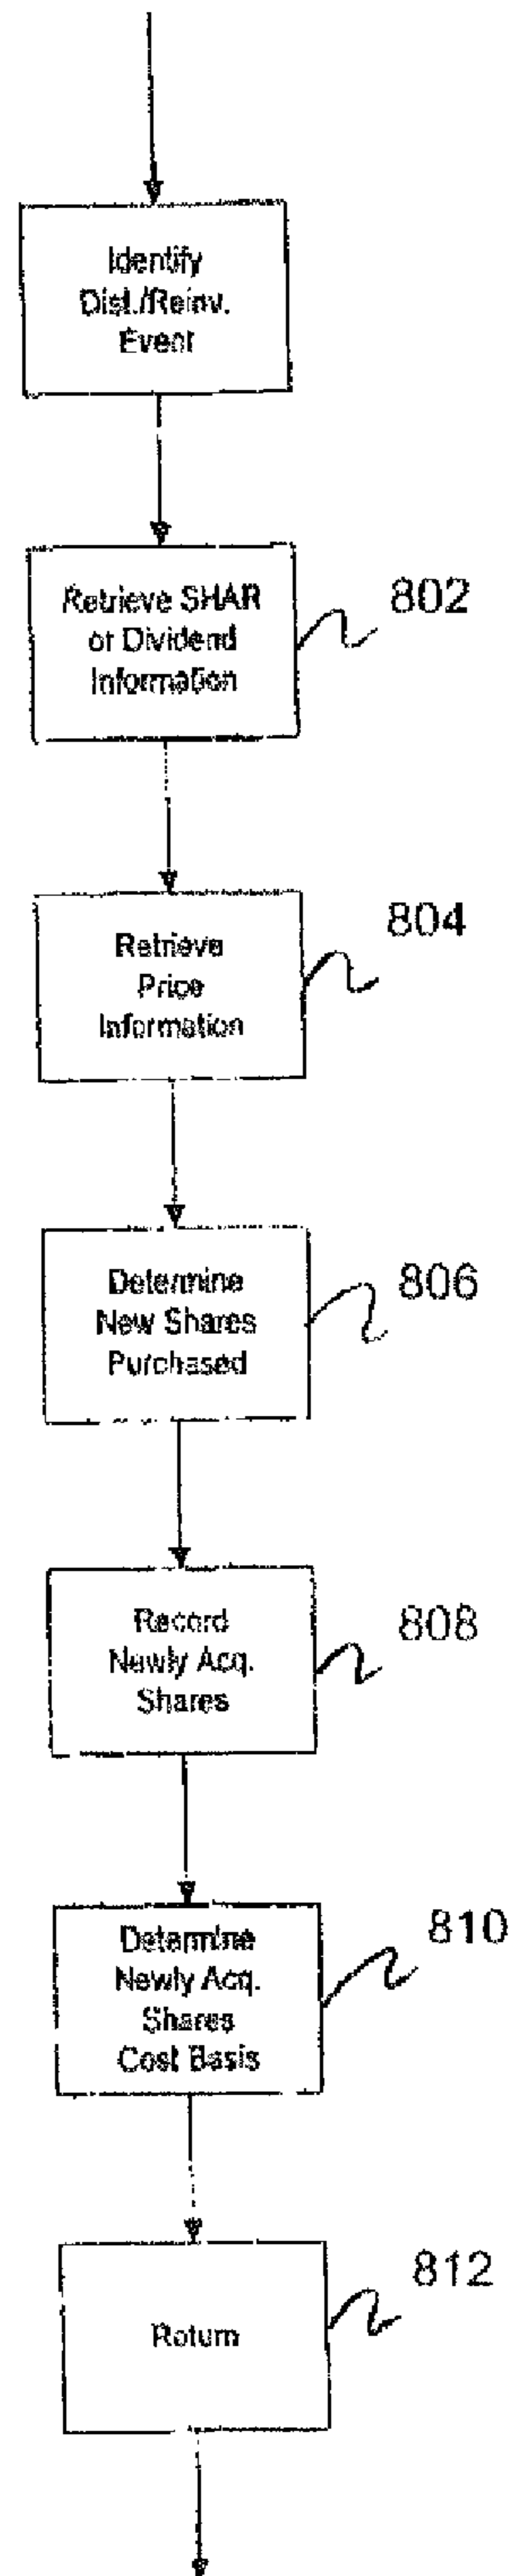 Identify
Dist./Reinv.
Event
Retrieve SHAR
or Dividend
Information
802
Retrieve
Price
Information
804
Determine
New Shares
Purchased
806
Record
Newly Acq.
Shares
808
Determine
Newly Acq.
Shares
Cost Basis
810
Return
812